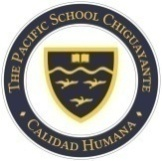 THE PACIFIC SCHOOL CHIGUAYANTE
• CALIDAD HUMANA •